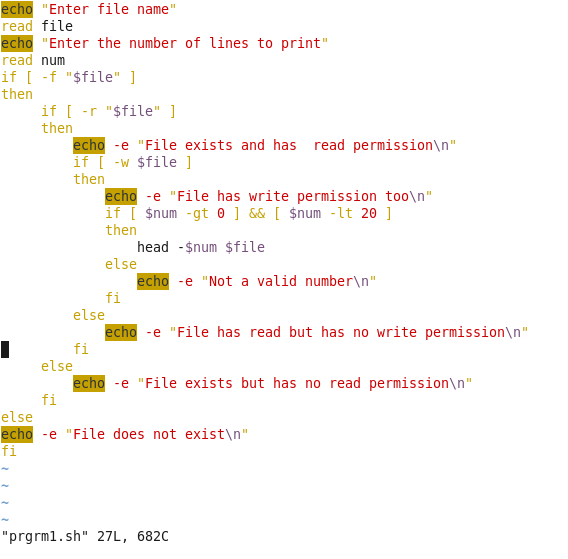 echo "Enter file name"
read file
echo "Enter the number of lines to print"
read num
if [ -f "$file" ]
then
     if [ -r "$file" ]
     then
         echo -e "File exists and has  read permission\n"
         if [ -w $file ]
         then
             echo -e "File has write permission too\n"
             if [ $num -gt 0 ] && [ $num -lt 20 ]
             then
                 head -$num $file
             else
                 echo -e "Not a valid number\n"
             fi
         else
             echo -e "File has read but has no write permission\n"
         fi
     else
         echo -e "File exists but has no read permission\n"
     fi
else
echo -e "File does not exist\n"
fi
~
~
~
~
"prgrm1.sh" 27L, 682C